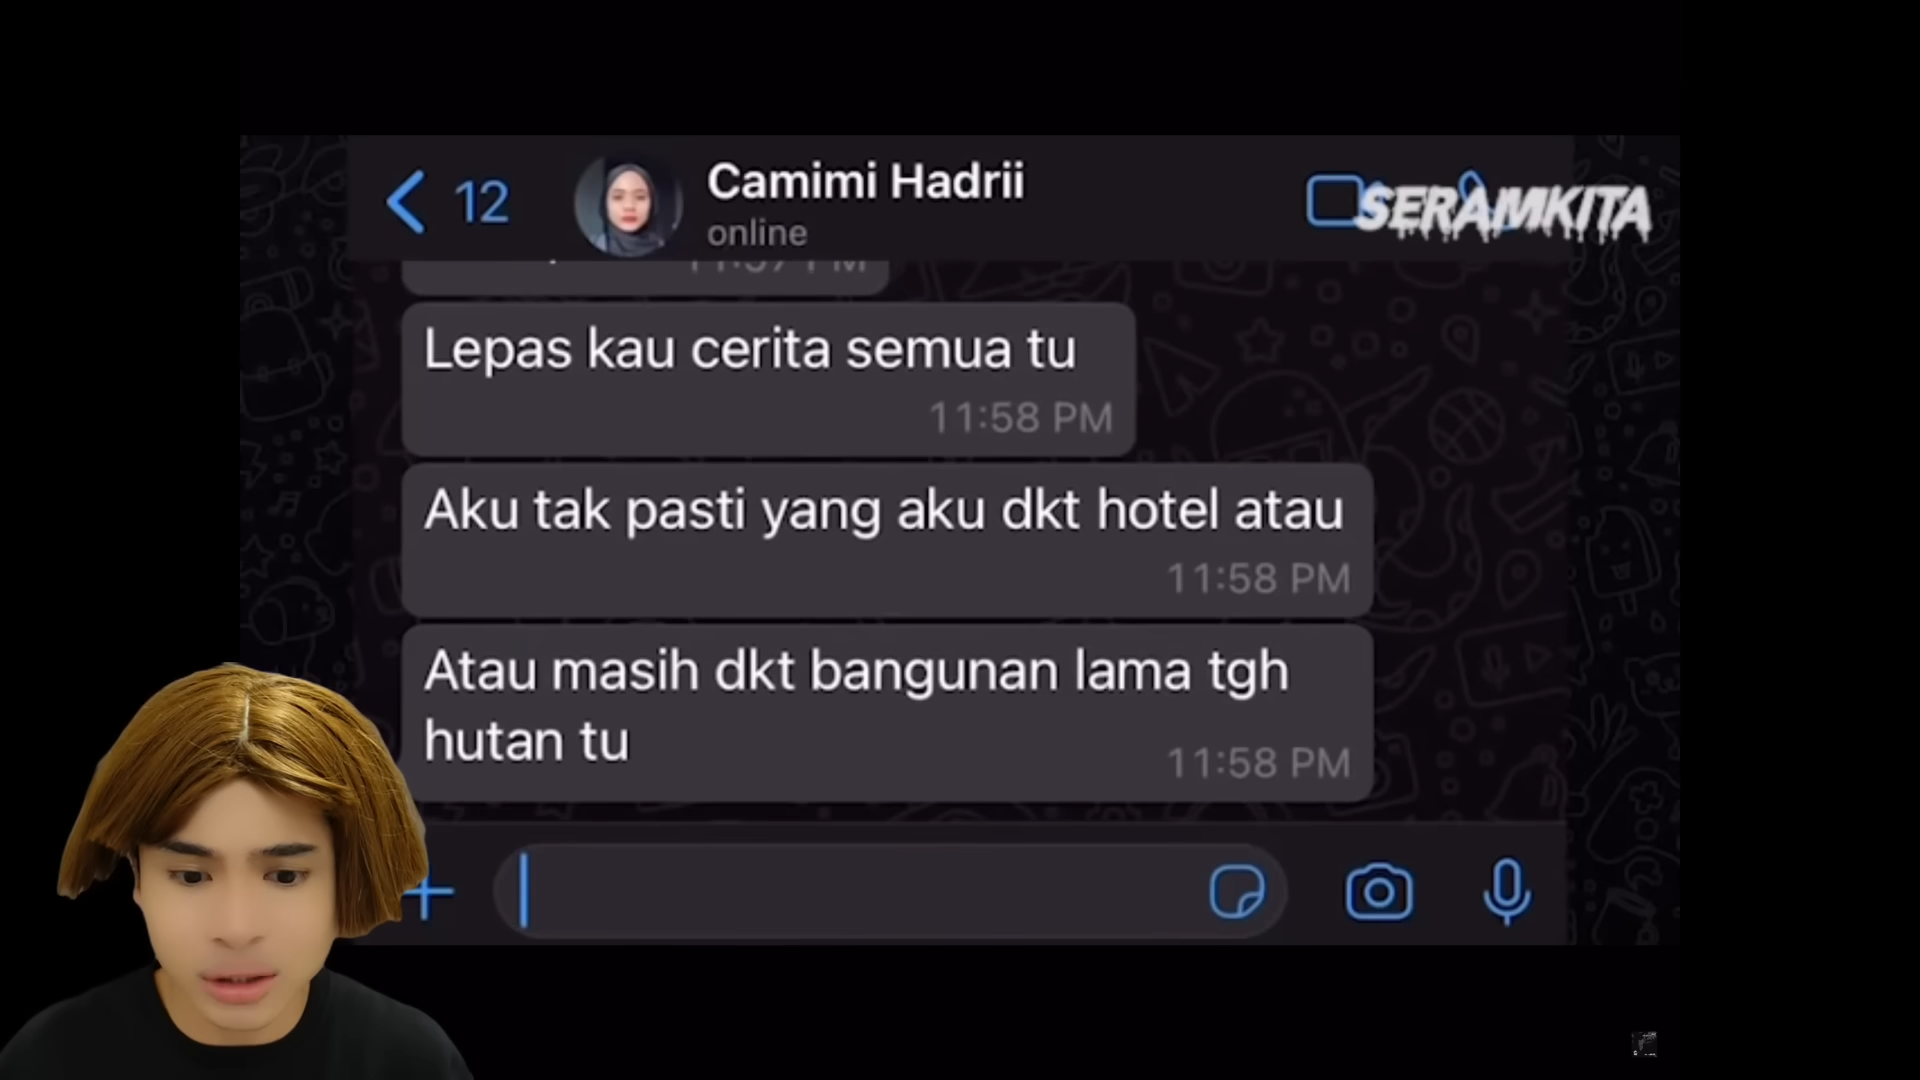 12
Camimi Hadrii
online
SERAMKITA
Lepas kau cerita semua tu
11:58 PM
Aku tak pasti yang aku dkt hotel atau
11:58 PM
Atau masih dkt bangunan lama tgh
hutan tu
11:58 PM